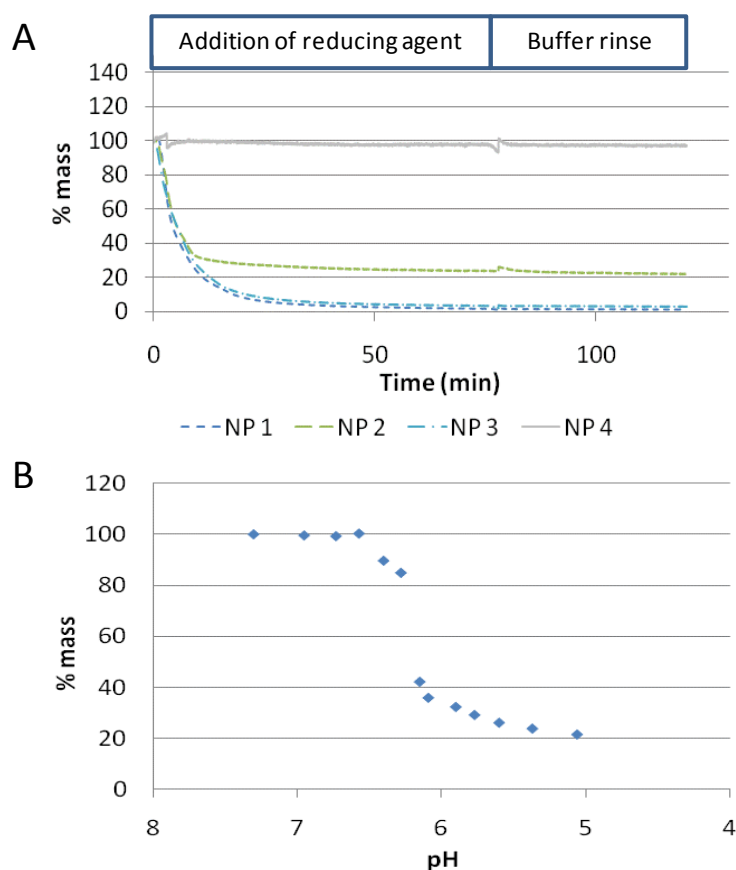 A
Addition of reducing agent
Buffer rinse
140
120
100
80
60
40
20
0
% mass
0
50
100
Time (min)
NP 1
NP 2
NP 3
NP 4
B
120
100
80
60
40
20
0
% mass
8
7
6
5
4
pH